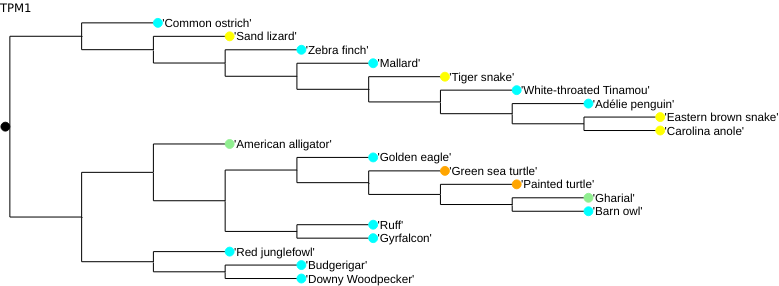 TPM1
'Common ostrich'
'Sand lizard'
'Zebra finch'
'Mallard'
'Tiger snake'
'White-throated Tinamou'
'Adélie penguin'
'Eastern brown snake'
'Carolina anole'
'American alligator'
'Golden eagle'
'Green sea turtle'
'Painted turtle'
'Gharial'
'Barn owl'
'Ruff'
'Gyrfalcon'
'Red junglefowl'
'Budgerigar'
'Downy Woodpecker'